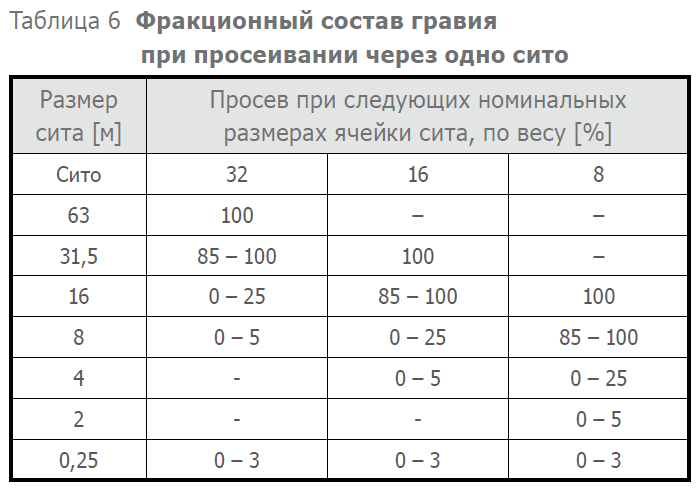 Таблица 6 Фракционный состав гравия
при просеивании через одно сито
Размер сита [м] Просев при следующих номинальных размерах ячейки сита, по весу [%]
Сито 32 16 8
63 100 – –
31,5 85 – 100 100 –
16 0 – 25 85 – 100 100
8 0 – 5 0 – 25 85 – 100
4 - 0 – 5 0 – 25
2 - - 0 – 5
0,25 0 – 3 0 – 3 0 – 3